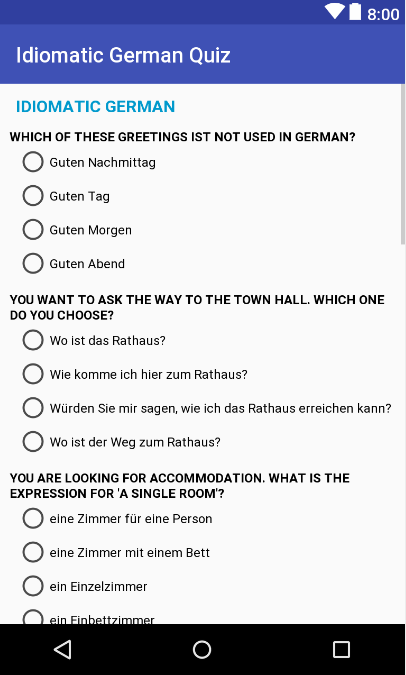 8:00
Idiomatic German Quiz
IDIOMATIC GERMAN
WHICH OF THESE GREETINGS IST NOT USED IN GERMAN?
Guten Nachmittag
Guten Tag
Guten Morgen
Guten Abend
YOU WANT TO ASK THE WAY TO THE TOWN HALL. WHICH ONE
DO YOU CHOOSE?
Wo ist das Rathaus?
Wie komme ich hier zum Rathaus?
Würden Sie mir sagen, wie ich das Rathaus erreichen kann?
Wo ist der Weg zum Rathaus?
YOU ARE LOOKING FOR ACCOMMODATION. WHAT IS THE
EXPRESSION FOR 'A SINGLE ROOM'?
eine Zimmer für eine Person
eine Zimmer mit einem Bett
ein Einzelzimmer
ein Einbettzimmer